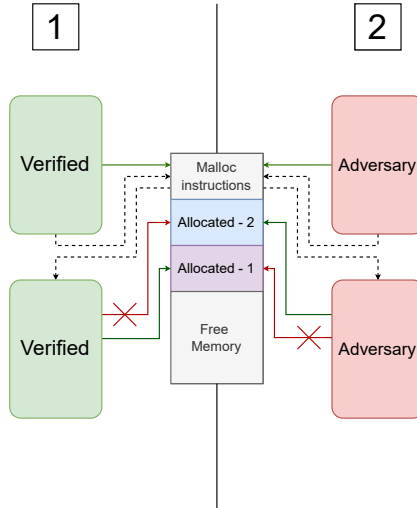 1
2
Verified
Adversary
Malloc
instructions
Allocated - 2
Allocated - 1
Free
Memory
Verified
Adversary